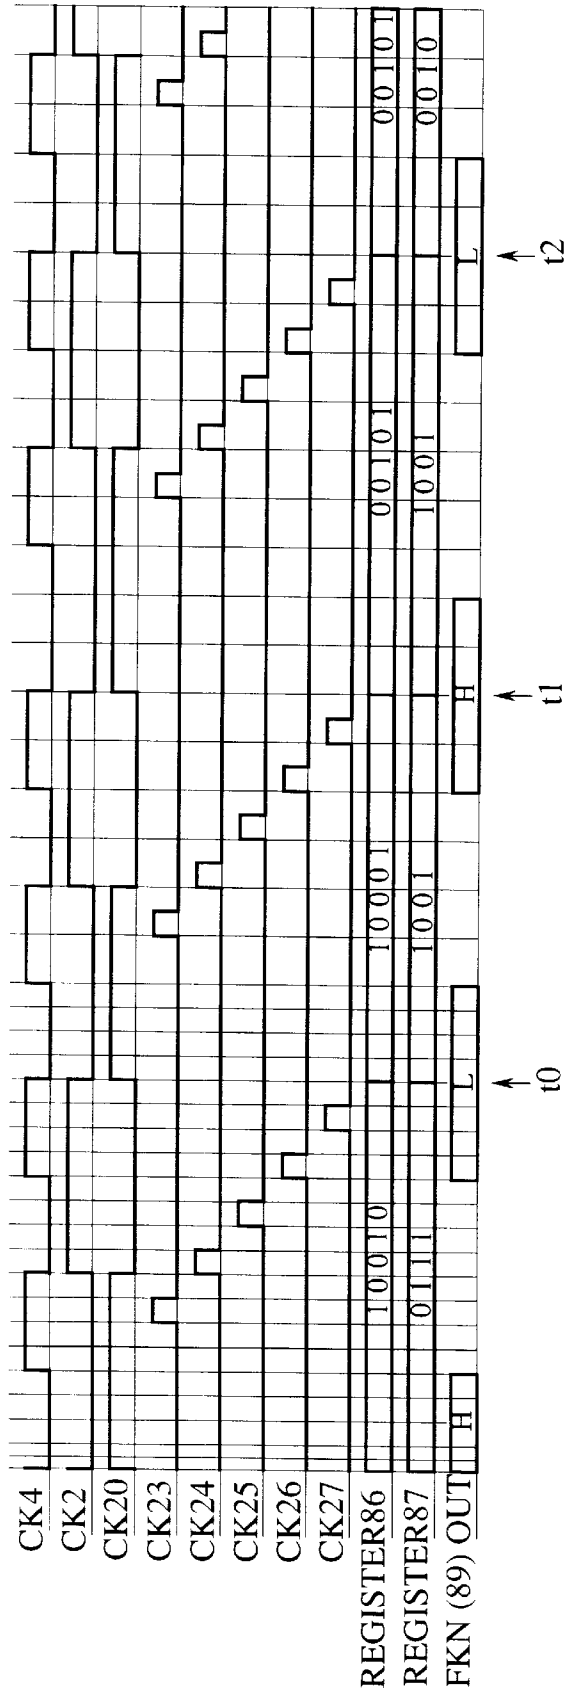 CK4
CK2
CK20
CK23
CK24
CK25
CK26
CK27
REGISTER86 10010 10001 00101 00101
REGISTER87 0111 1001 1001 0010
FKN (89) OUT H L H L
t0 t1 t2